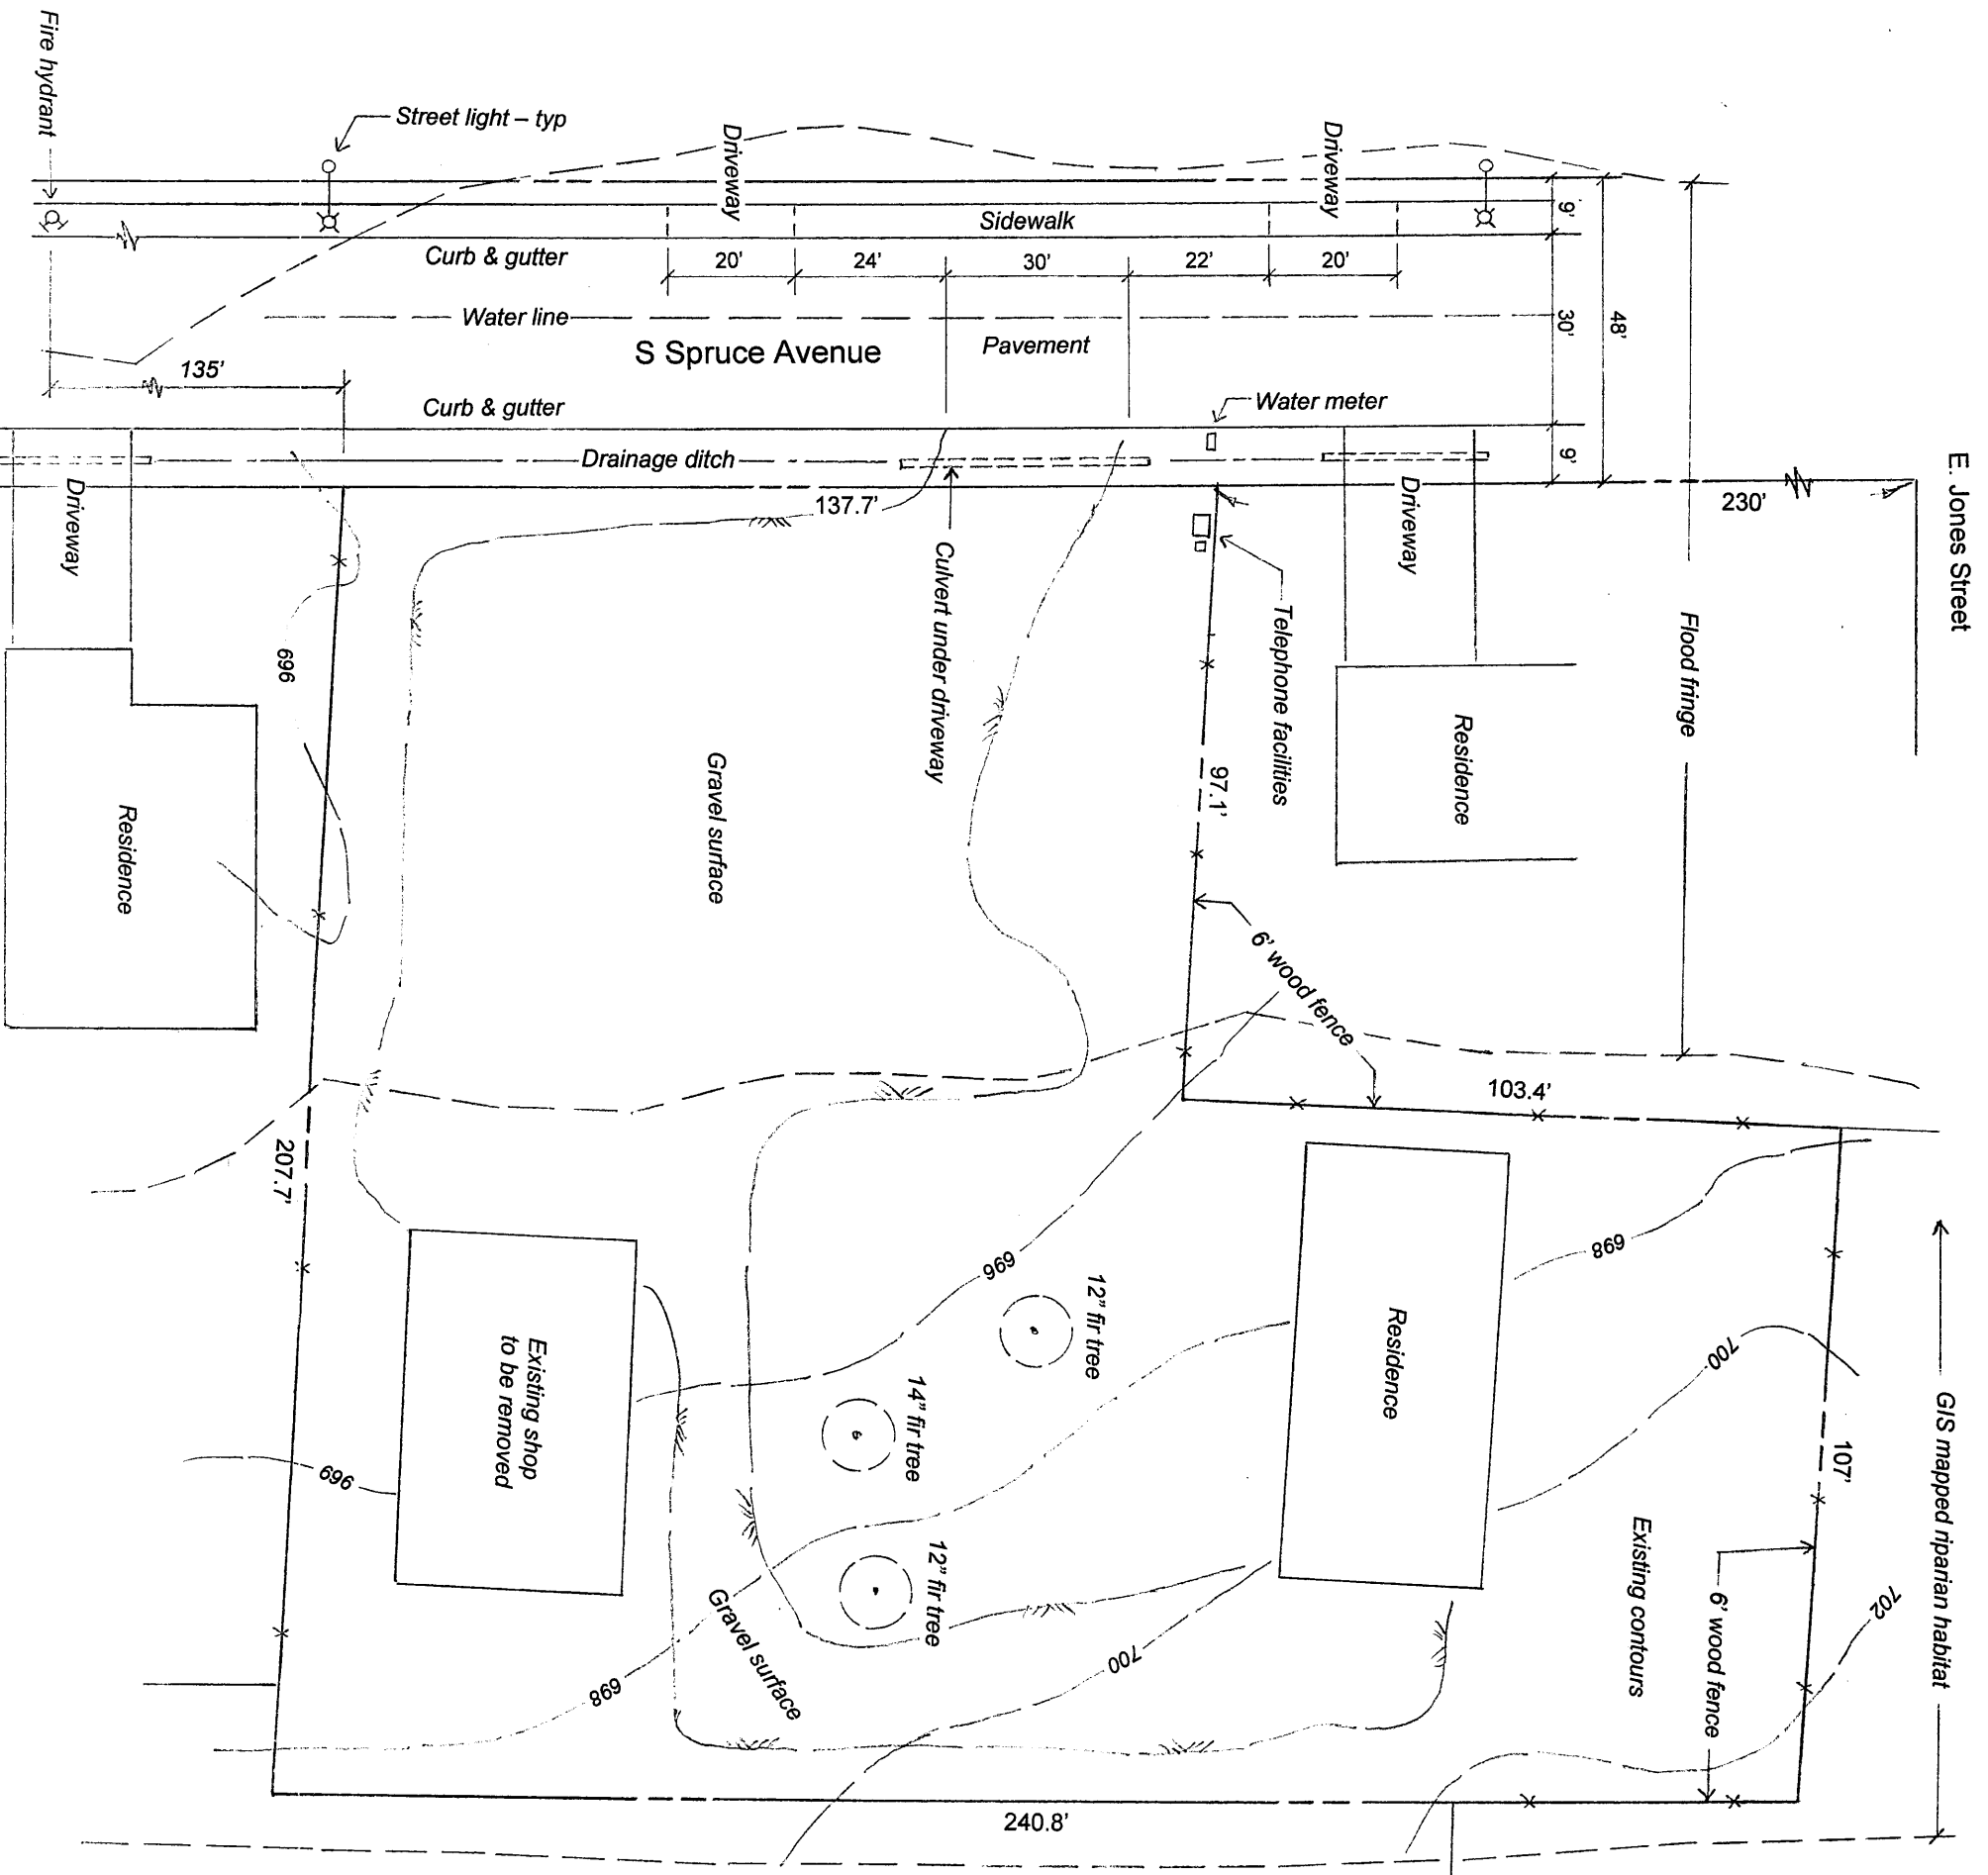 Fire hydrant
Street light – typ
Driveway
Driveway
Sidewalk
9'
Curb & gutter
20'
24'
30'
22'
20'
Water line
30'
48'
S Spruce Avenue
Pavement
135'
Curb & gutter
Water meter
Drainage ditch
9'
E. Jones Street
137.7'
230'
Driveway
Driveway
Culvert under driveway
Telephone facilities
Flood fringe
696
97.1'
Residence
Gravel surface
Residence
6' wood fence
103.4'
207.7'
696
12" fir tree
698
Residence
700
Existing shop
to be removed
14" fir tree
GIS mapped riparian habitat
107'
696
12" fir tree
Existing contours
6' wood fence
702
Gravel surface
698
700
240.8'